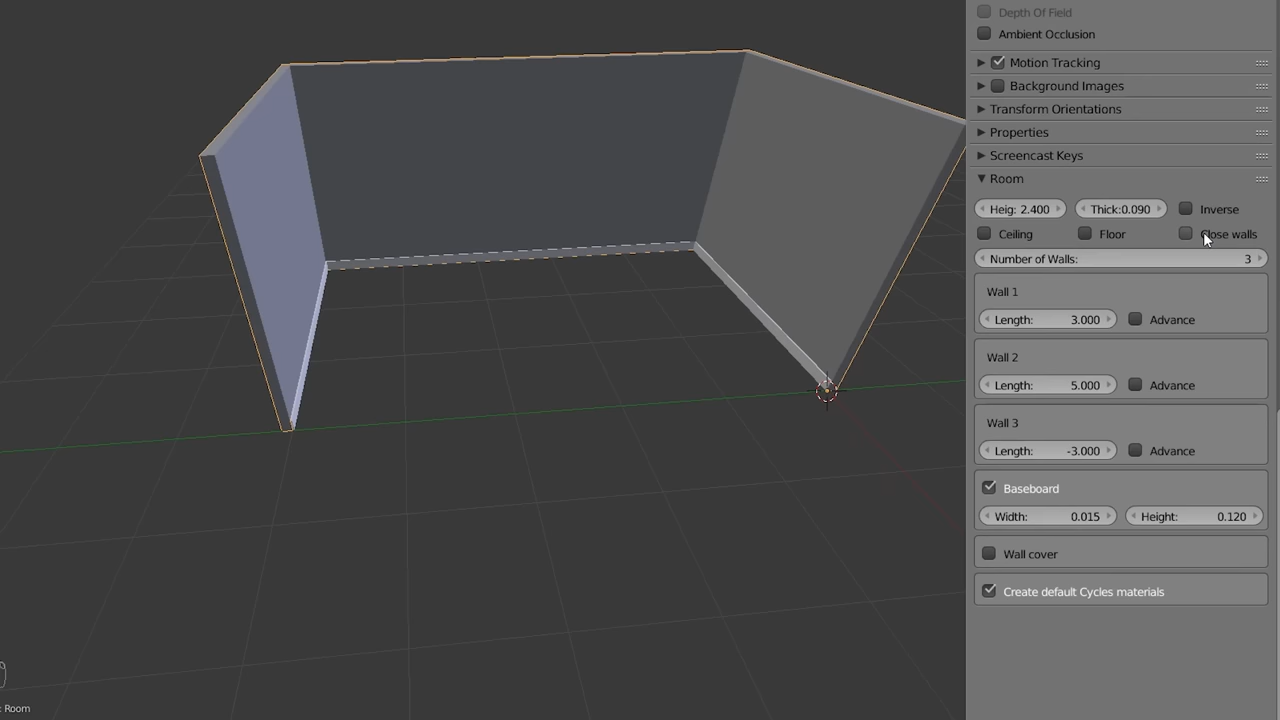 Depth Of Field
Ambient Occlusion
Motion Tracking
Background Images
Transform Orientations
Properties
Screencast Keys
Room
Heig: 2.400 Thick:0.090 Inverse
Ceiling Floor Close walls
Number of Walls: 3
Wall 1
Length: 3.000 Advance
Wall 2
Length: 5.000 Advance
Wall 3
Length: -3.000 Advance
Baseboard
Width: 0.015 Height: 0.120
Wall cover
Create default Cycles materials
: Room